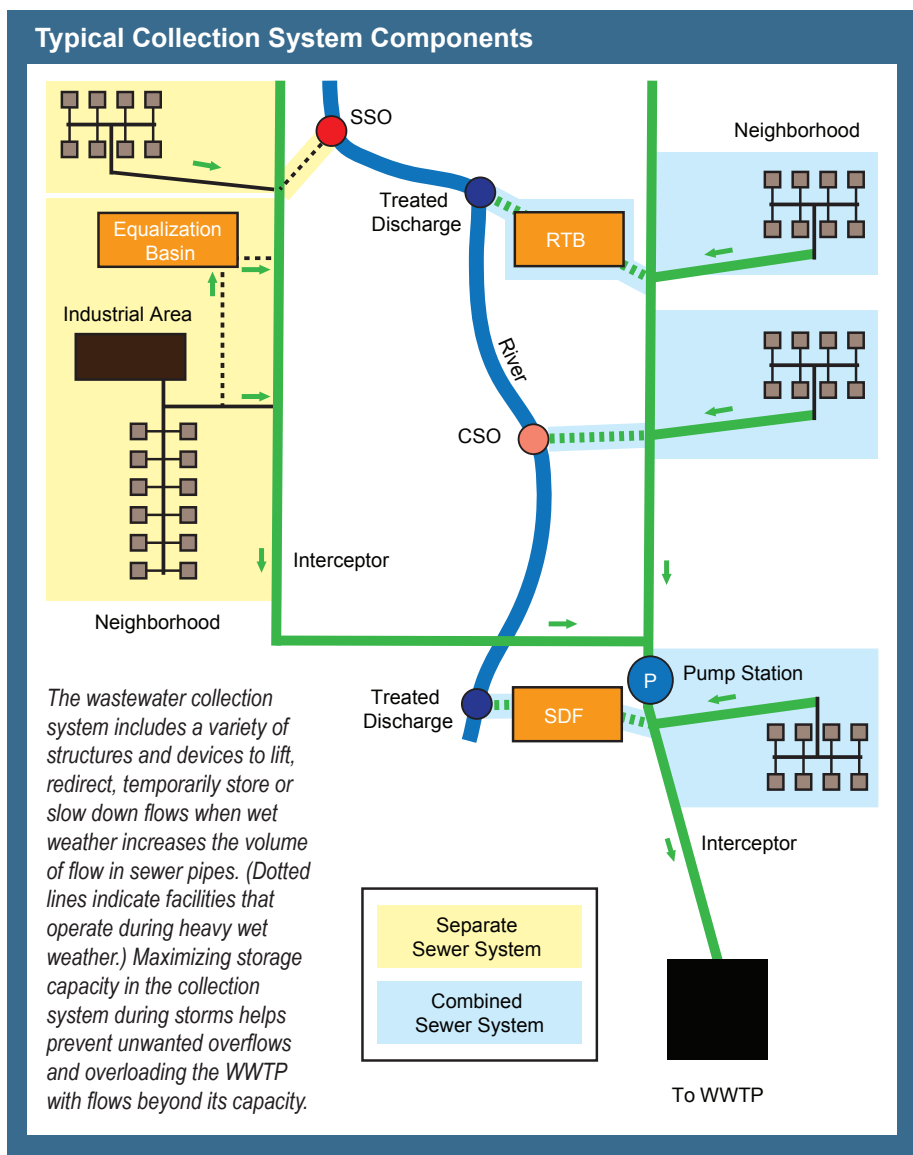 Typical Collection System Components
SSO
Neighborhood
Treated
Discharge
RTB
Equalization
Basin
Industrial Area
River
CSO
Interceptor
Neighborhood
P
Pump Station
Treated
Discharge
SDF
Interceptor
The wastewater collection
system includes a variety of
structures and devices to lift,
redirect, temporarily store or
slow down flows when wet
weather increases the volume
of flow in sewer pipes. (Dotted
lines indicate facilities that
operate during heavy wet
weather.) Maximizing storage
capacity in the collection
system during storms helps
prevent unwanted overflows
and overloading the WWTP
with flows beyond its capacity.
Separate
Sewer System
Combined
Sewer System
To WWTP